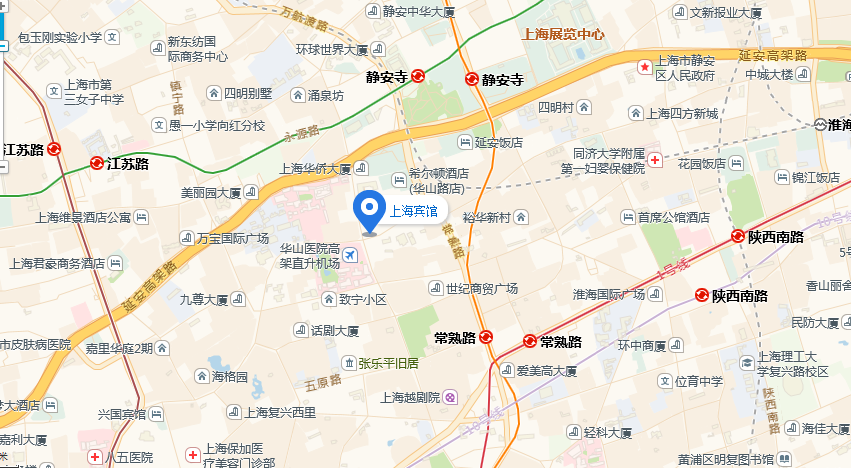 万航渡路
静安中华大厦
文新报业大厦
包玉刚实验小学
新东纺国
际商务中心
环球世界大厦
上海展览中心
延安高架路
上海市静安
区人民政府
中城大楼
静安寺
静安寺
上海市第
三女子中学
镇宁路
四明别墅
涌泉坊
四明村
上海四方新城
愚一小学向红分校
永源路
淮海
江苏路
江苏路
延安饭店
同济大学附属
第一妇婴保健院
花园饭店
上海华侨大厦
希尔顿酒店
(华山路店)
锦江饭店
美丽园大厦
上海宾馆
上海维景酒店公寓
裕华新村
首席公馆酒店
10号线
常熟路
万宝国际广场
陕西南路
华山医院高
架直升机场
上海君豪商务酒店
延安高架路
1号线
5号
九尊大厦
致宁小区
世纪商贸广场
淮海国际广场
陕西南路
香山丽舍
话剧大厦
民防大厦
常熟路
常熟路
市皮肤病医院
嘉里华庭2期
环中商厦
张乐平旧居
上海理工大
学复兴路校区
海格园
五原路
爱美高大厦
位育中学
上海越剧院
陕西南路
梦大酒店
兴国宾馆
上海复兴西里
10号线
嘉利大厦
轻科大厦
海佳大厦
八五医院
上海保加医
疗美容门诊部
黄浦区明复图书馆